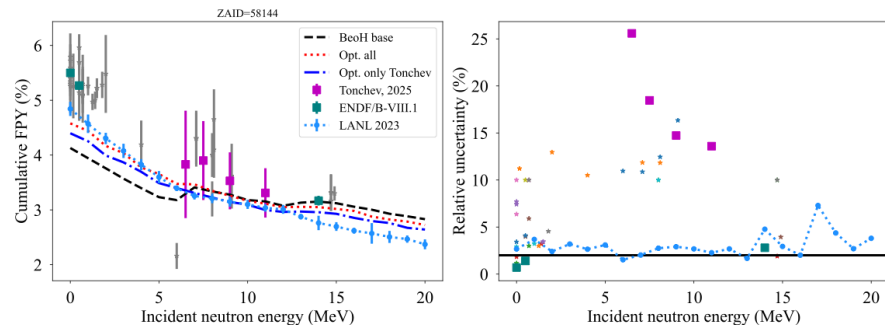 ZAID=58144
6
5
4
3
2
0
5
10
15
20
Cumulative FPY (%)
Incident neutron energy (MeV)
BeoH base
Opt. all
Opt. only Tonchev
Tonchev, 2025
ENDF/B-VIII.1
LANL 2023
25
20
15
10
5
0
0
5
10
15
20
Relative uncertainty (%)
Incident neutron energy (MeV)